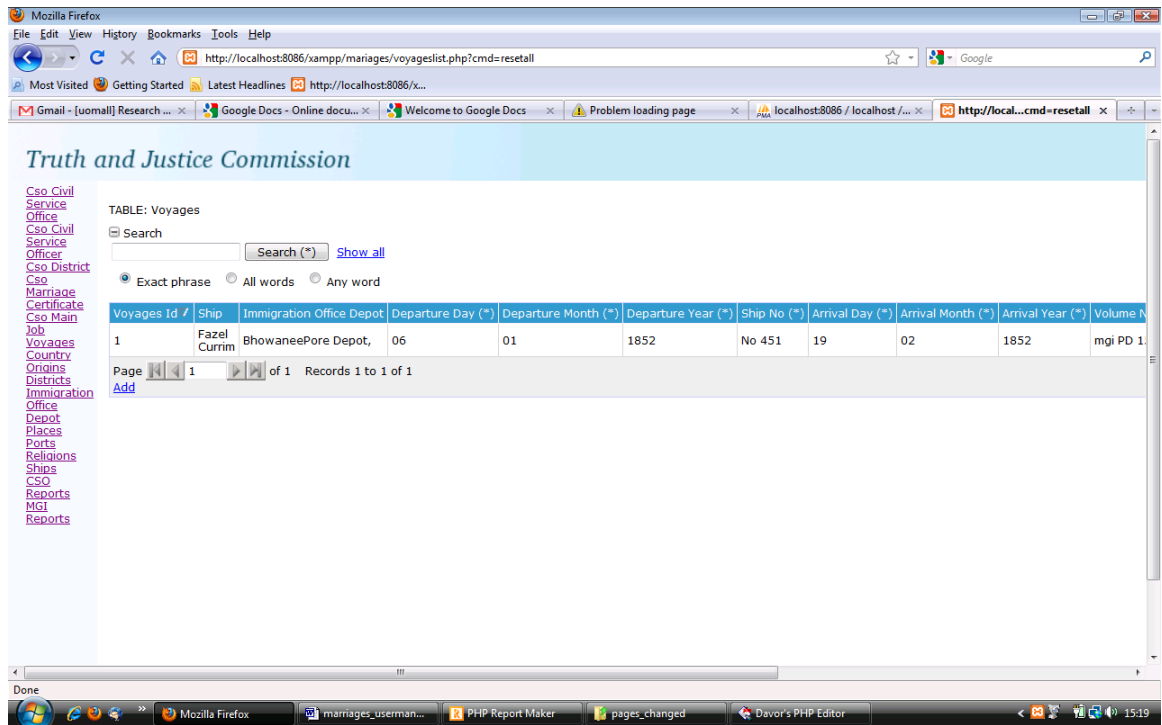 Mozilla Firefox
File Edit View History Bookmarks Tools Help
http://localhost:8086/xampp/mariages/voyageslist.php?cmd=resetall
Google
Most Visited Getting Started Latest Headlines http://localhost:8086/x...
Gmail - [uomall] Research ... Google Docs - Online docu... Welcome to Google Docs Problem loading page localhost:8086 / localhost /... http://local...cmd=resetall
Truth and Justice Commission
Cso Civil
Service
Office
Cso Civil
Service
Officer
Cso District
Cso
Marriage
Certificate
Cso Main
Job
Voyages
Country
Origins
Districts
Immigration
Office
Depot
Places
Ports
Religions
Ships
CSO
Reports
MGI
Reports
TABLE: Voyages
Search
Search (*) Show all
Exact phrase All words Any word
Voyages Id Ship Immigration Office Depot Departure Day (*) Departure Month (*) Departure Year (*) Ship No (*) Arrival Day (*) Arrival Month (*) Arrival Year (*) Volume N
1 Fazel Currim BhowaneePore Depot, 06 01 1852 No 451 19 02 1852 mgi PD 1.
Page 1 of 1 Records 1 to 1 of 1
Add
Done
Mozilla Firefox marriages_userman... PHP Report Maker pages_changed Davor's PHP Editor 15:19